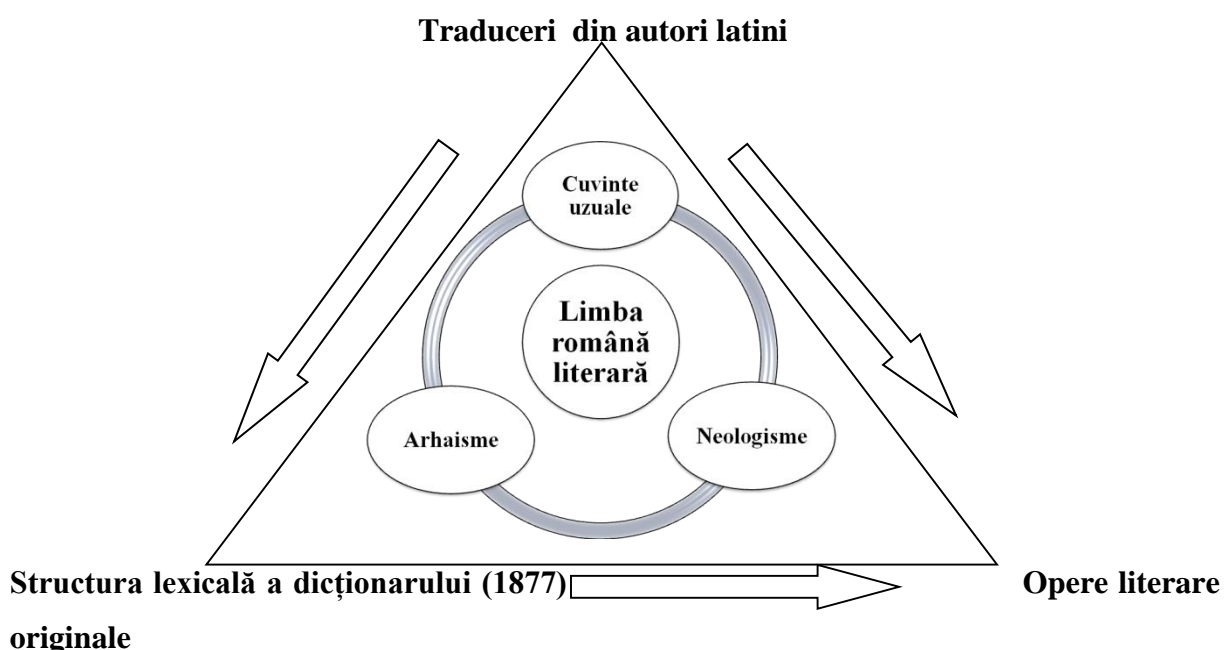 Traduceri din autori latini
Cuvinte
uzuale
Limba
română
literară
Arhaisme
Neologisme
Structura lexicală a dicționarului (1877) Opere literare
originale